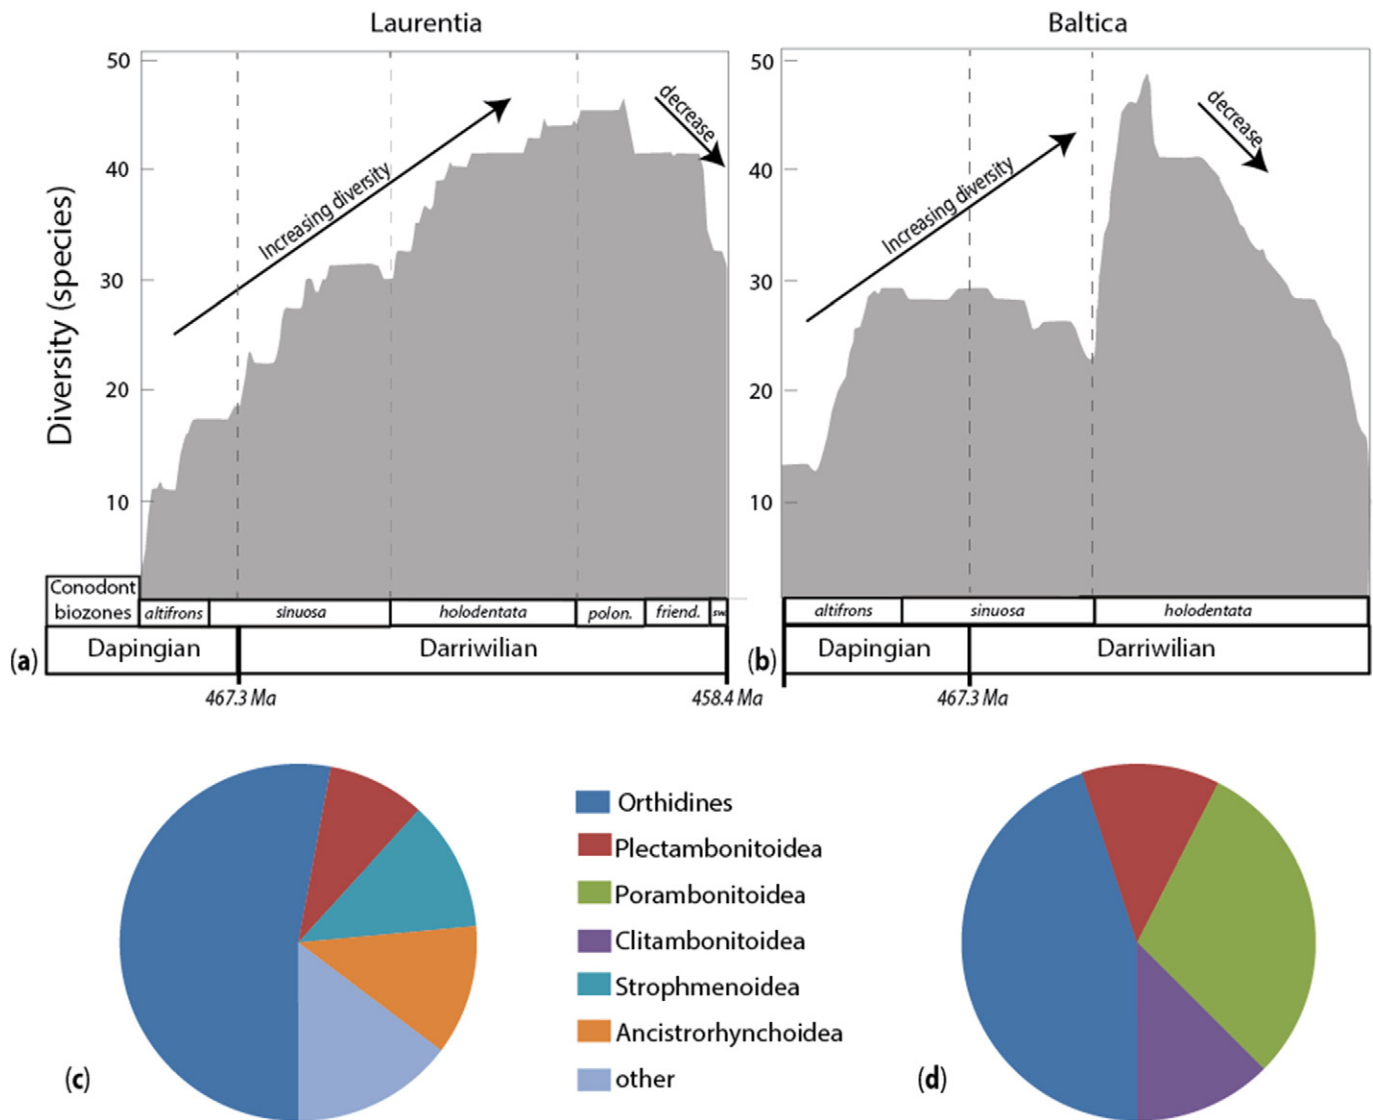 Laurentia
Baltica
Diversity (species)
50
40
30
20
10
Increasing diversity
decrease
50
40
30
20
10
Increasing diversity
decrease
Conodont
biozones
altifrons
sinuosa
holodentata
polon.
friend.
sw.
altifrons
sinuosa
holodentata
(a)
Dapingian
Darriwilian
(b)
Dapingian
Darriwilian
467.3 Ma
458.4 Ma
467.3 Ma
Orthidines
Plectambonitoidea
Porambonitoidea
Clitambonitoidea
Strophmenoidea
Ancistrorhynchoidea
other
(c)
(d)